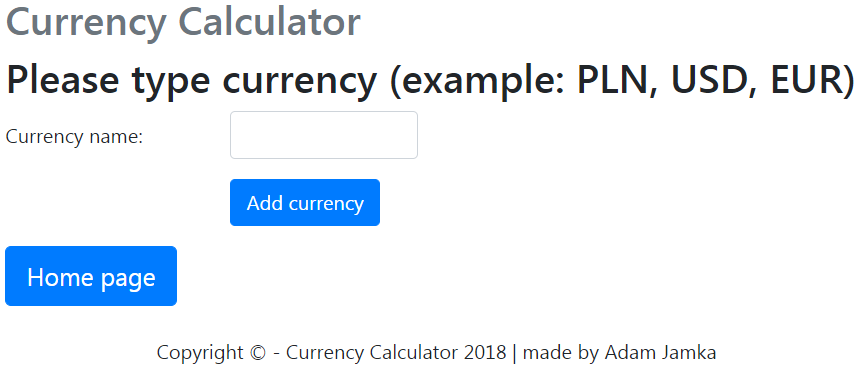 Currency Calculator
Please type currency (example: PLN, USD, EUR)
Currency name:
Add currency
Home page
Copyright © - Currency Calculator 2018 | made by Adam Jamka